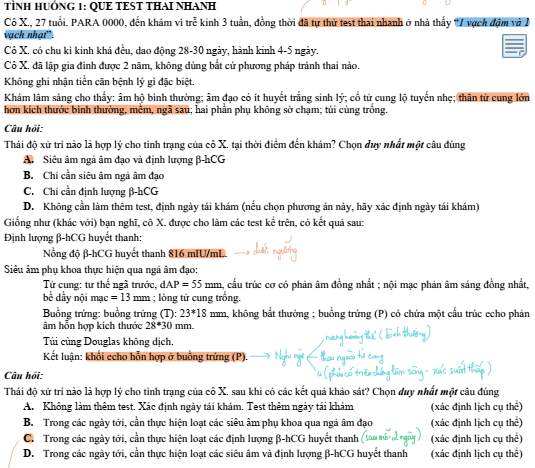 TÌNH HUỐNG 1: QUE TEST THAI NHANH
Cô X., 27 tuổi. PARA 0000, đến khám vì trễ kinh 3 tuần, đồng thời đã tự thử test thai nhanh ở nhà thấy “1 vạch đậm và 1
vạch nhạt”.
Cô X. có chu kì kinh khá đều, dao động 28-30 ngày, hành kinh 4-5 ngày.
Cô X. đã lập gia đình được 2 năm, không dùng bất cứ phương pháp tránh thai nào.
Không ghi nhận tiền căn bệnh lý gì đặc biệt.
Khám lâm sàng cho thấy: âm hộ bình thường; âm đạo có ít huyết trắng sinh lý; cổ tử cung lộ tuyến nhẹ; thân tử cung lớn
hơn kích thước bình thường, mềm, ngã sau; hai phần phụ không sờ chạm; túi cùng trống.
Câu hỏi:
Thái độ xử trí nào là hợp lý cho tình trạng của cô X. tại thời điểm đến khám? Chọn duy nhất một câu đúng
A. Siêu âm ngả âm đạo và định lượng β-hCG
B. Chỉ cần siêu âm ngả âm đạo
C. Chỉ cần định lượng β-hCG
D. Không cần làm thêm test, định ngày tái khám (nếu chọn phương án này, hãy xác định ngày tái khám)
Giống như (khác với) bạn nghĩ, cô X. được cho làm các test kể trên, có kết quả sau:
Định lượng β-hCG huyết thanh:
Nồng độ β-hCG huyết thanh 816 mIU/mL. → dưới ngưỡng
Siêu âm phụ khoa thực hiện qua ngả âm đạo:
Tử cung: tư thế ngã trước, dAP = 55 mm, cấu trúc cơ có phản âm đồng nhất ; nội mạc phản âm sáng đồng nhất,
bề dầy nội mạc = 13 mm ; lòng tử cung trống.
Buồng trứng: buồng trứng (T): 23*18 mm, không bất thường ; buồng trứng (P) có chứa một cấu trúc echo phản
âm hỗn hợp kích thước 28*30 mm.
Túi cùng Douglas không dịch.
Kết luận: khối echo hỗn hợp ở buồng trứng (P). → Nghi ngờ
nang hoàng thể (bình thường)
thai ngoài tử cung
u (phải có triệu chứng lâm sàng - xác suất thấp)
Câu hỏi:
Thái độ xử trí nào là hợp lý cho tình trạng của cô X. sau khi có các kết quả khảo sát? Chọn duy nhất một câu đúng
A. Không làm thêm test. Xác định ngày tái khám. Test thêm ngày tái khám (xác định lịch cụ thể)
B. Trong các ngày tới, cần thực hiện loạt các siêu âm phụ khoa qua ngả âm đạo (xác định lịch cụ thể)
C. Trong các ngày tới, cần thực hiện loạt các định lượng β-hCG huyết thanh (sau mỗi 2 ngày) (xác định lịch cụ thể)
D. Trong các ngày tới, cần thực hiện loạt các siêu âm và định lượng β-hCG huyết thanh (xác định lịch cụ thể)